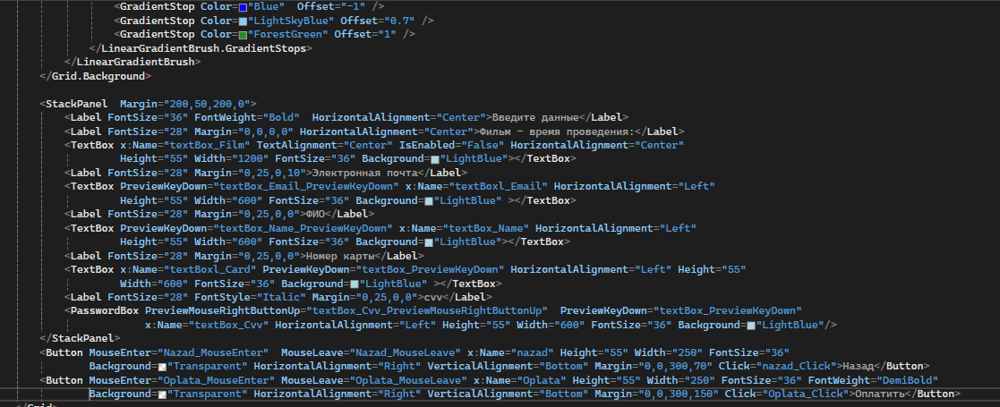 <GradientStop Color="Blue"  Offset="-1" />
<GradientStop Color="LightSkyBlue" Offset="0.7" />
<GradientStop Color="ForestGreen" Offset="1" />
</LinearGradientBrush.GradientStops>
</LinearGradientBrush>
</Grid.Background>
<StackPanel  Margin="200,50,200,0">
<Label FontSize="36" FontWeight="Bold"  HorizontalAlignment="Center">Введите данные</Label>
<Label FontSize="28" Margin="0,0,0,0" HorizontalAlignment="Center">Фильм - время проведения:</Label>
<TextBox x:Name="textBox_Film" TextAlignment="Center" IsEnabled="False" HorizontalAlignment="Center"
Height="55" Width="1200" FontSize="36" Background="LightBlue"></TextBox>
<Label FontSize="28" Margin="0,25,0,10">Электронная почта</Label>
<TextBox PreviewKeyDown="textBox_Email_PreviewKeyDown" x:Name="textBoxl_Email" HorizontalAlignment="Left"
Height="55" Width="600" FontSize="36" Background="LightBlue" ></TextBox>
<Label FontSize="28" Margin="0,25,0,0">ФИО</Label>
<TextBox PreviewKeyDown="textBox_Name_PreviewKeyDown" x:Name="textBox_Name" HorizontalAlignment="Left"
Height="55" Width="600" FontSize="36" Background="LightBlue"></TextBox>
<Label FontSize="28" Margin="0,25,0,0">Номер карты</Label>
<TextBox x:Name="textBoxl_Card" PreviewKeyDown="textBox_PreviewKeyDown" HorizontalAlignment="Left" Height="55"
Width="600" FontSize="36" Background="LightBlue" ></TextBox>
<Label FontSize="28" FontStyle="Italic" Margin="0,25,0,0">cvv</Label>
<PasswordBox PreviewMouseRightButtonUp="textBox_Cvv_PreviewMouseRightButtonUp"  PreviewKeyDown="textBox_PreviewKeyDown"
x:Name="textBox_Cvv" HorizontalAlignment="Left" Height="55" Width="600" FontSize="36" Background="LightBlue"/>
</StackPanel>
<Button MouseEnter="Nazad_MouseEnter"  MouseLeave="Nazad_MouseLeave" x:Name="nazad" Height="55" Width="250" FontSize="36"
Background="Transparent" HorizontalAlignment="Right" VerticalAlignment="Bottom" Margin="0,0,300,70" Click="nazad_Click">Назад</Button>
<Button MouseEnter="Oplata_MouseEnter" MouseLeave="Oplata_MouseLeave" x:Name="Oplata" Height="55" Width="250" FontSize="36" FontWeight="DemiBold"
Background="Transparent" HorizontalAlignment="Right" VerticalAlignment="Bottom" Margin="0,0,300,150" Click="Oplata_Click">Оплатить</Button>